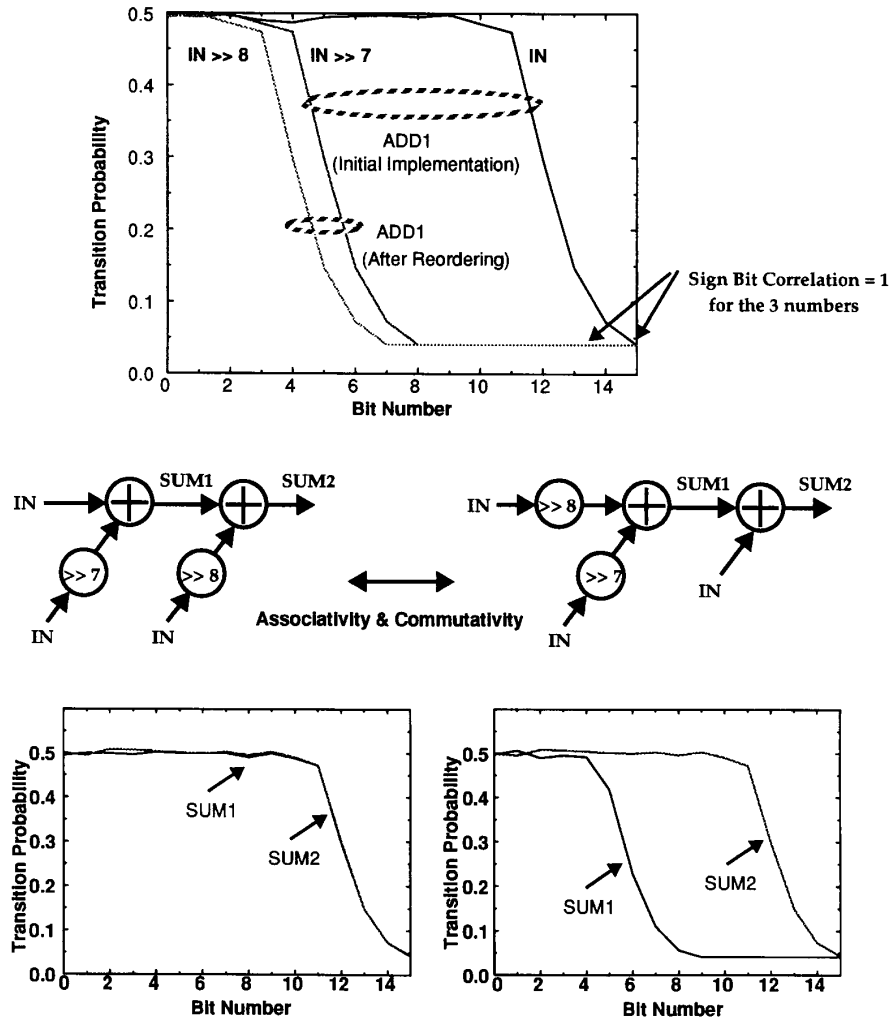 0.5
0.4
0.3
0.2
0.1
0.0
Transition Probability
IN >> 8
IN >> 7
IN
ADD1
(Initial Implementation)
ADD1
(After Reordering)
Sign Bit Correlation = 1
for the 3 numbers
0 2 4 6 8 10 12 14
Bit Number
IN
SUM1
SUM2
>> 7
>> 8
IN
IN
Associativity & Commutativity
IN
>> 8
SUM1
SUM2
>> 7
IN
IN
0.5
0.4
0.3
0.2
0.1
0.0
Transition Probability
SUM1
SUM2
0 2 4 6 8 10 12 14
Bit Number
0.5
0.4
0.3
0.2
0.1
0.0
Transition Probability
SUM1
SUM2
0 2 4 6 8 10 12 14
Bit Number